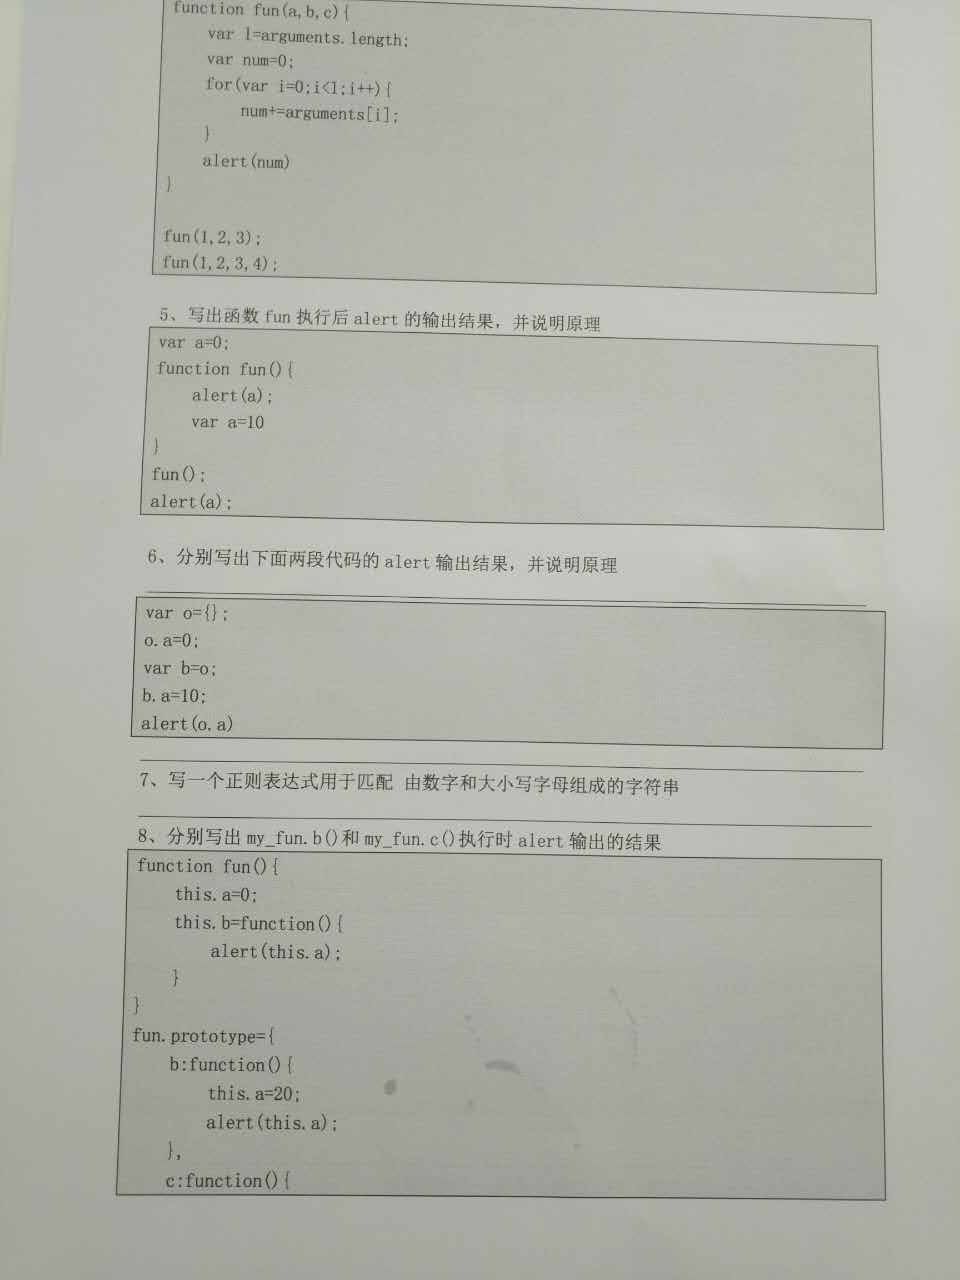 function fun(a,b,c){
var l=arguments.length;
var num=0;
for(var i=0;i<l;i++){
num+=arguments[i];
}
alert(num)
}
fun(1,2,3);
fun(1,2,3,4);
5、写出函数 fun 执行后 alert 的输出结果，并说明原理
var a=0;
function fun(){
alert(a);
var a=10
}
fun();
alert(a);
6、分别写出下面两段代码的 alert 输出结果，并说明原理
var o={};
o.a=0;
var b=o;
b.a=10;
alert(o.a)
7、写一个正则表达式用于匹配 由数字和大小写字母组成的字符串
8、分别写出 my_fun.b()和 my_fun.c()执行时 alert 输出的结果
function fun(){
this.a=0;
this.b=function(){
alert(this.a);
}
}
fun.prototype={
b:function(){
this.a=20;
alert(this.a);
},
c:function(){